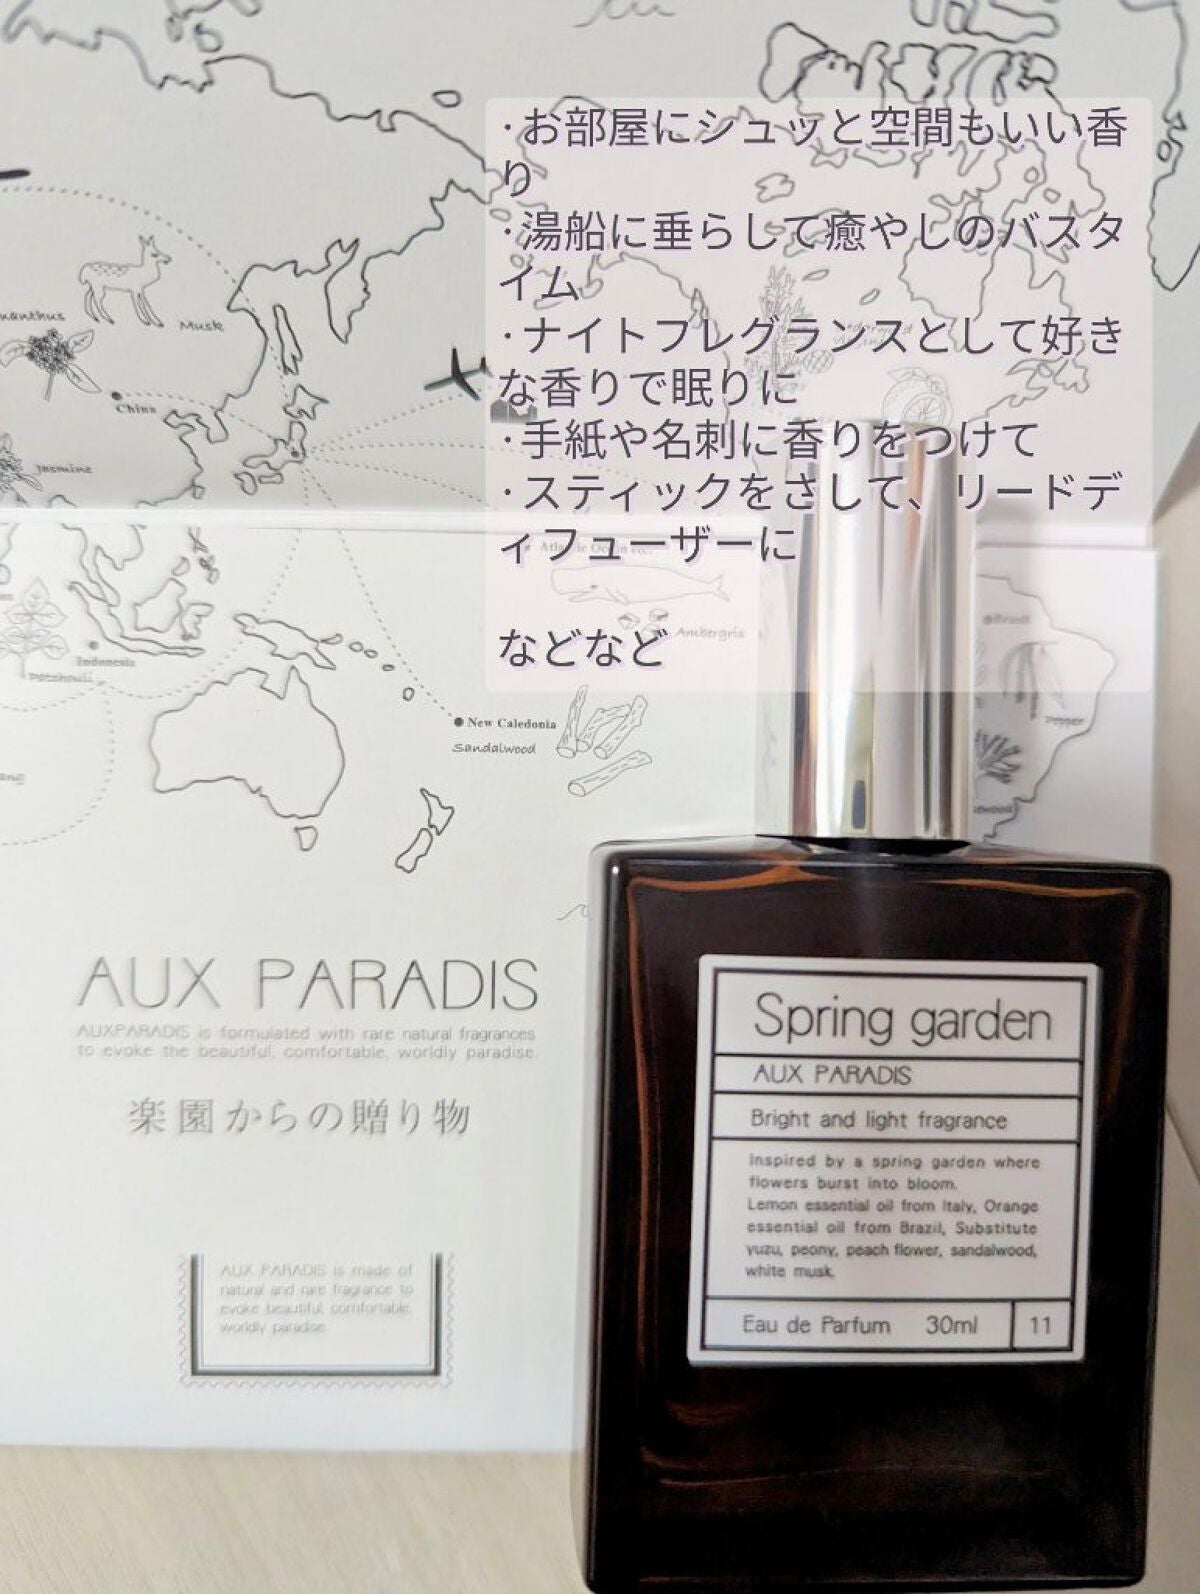 ・お部屋にシュッと空間もいい香
り
・湯船に垂らして癒やしのバスタ
イム
・ナイトフレグランスとして好き
な香りで眠りに
・手紙や名刺に香りをつけて
・スティックをさして、リードデ
ィフューザーに
などなど
Musk
China
Jasmine
Indonesia
Patchouli
Ambergris
New Caledonia
Sandalwood
Brazil
Pepper
AUX PARADIS
AUXPARADIS is formulated with rare natural fragrances
to evoke the beautiful, comfortable, worldly paradise.
楽園からの贈り物
AUX PARADIS is made of
natural and rare fragrance to
evoke beautiful, comfortable,
worldly paradise
Spring garden
AUX PARADIS
Bright and light fragrance
Inspired by a spring garden where
flowers burst into bloom.
Lemon essential oil from Italy, Orange
essential oil from Brazil, Substitute
yuzu, peony, peach flower, sandalwood,
white musk.
Eau de Parfum 30ml 11